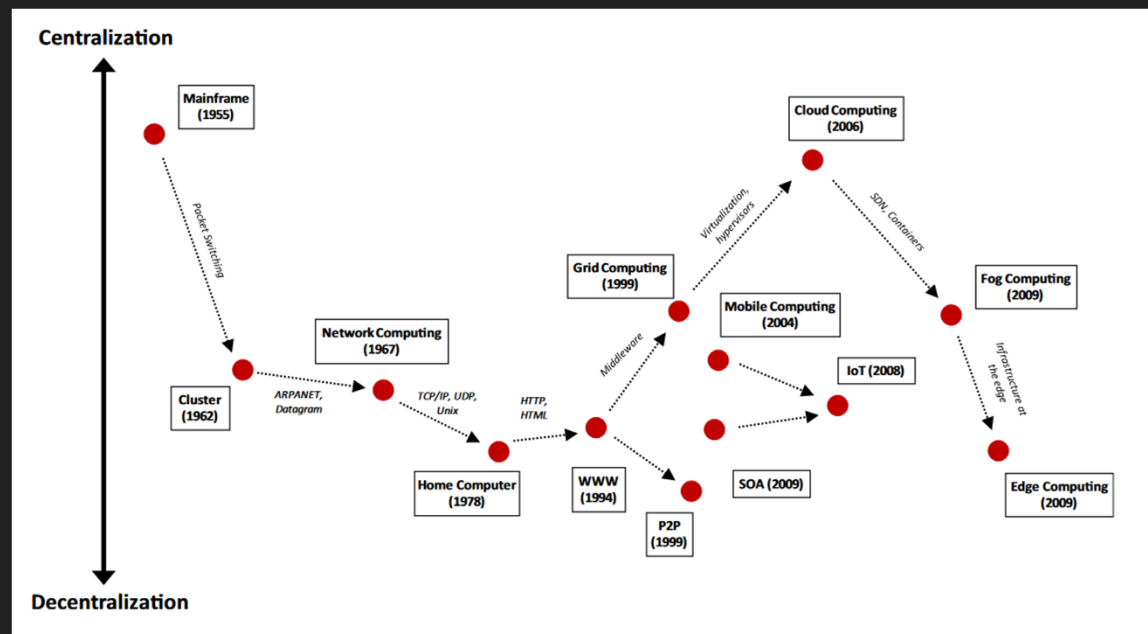 Centralization
Mainframe
(1955)
Packet Switching
Cluster
(1962)
ARPANET,
Datagram
Network Computing
(1967)
TCP/IP, UDP,
Unix
Home Computer
(1978)
HTTP,
HTML
WWW
(1994)
Middleware
P2P
(1999)
Grid Computing
(1999)
Virtualization,
hypervisors
Cloud Computing
(2006)
Mobile Computing
(2004)
SOA (2009)
IoT (2008)
SDN, Containers
Fog Computing
(2009)
Infrastructure at
the edge
Edge Computing
(2009)
Decentralization